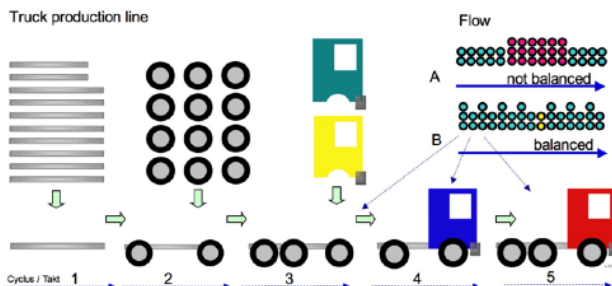 Truck production line
Flow
A
not balanced
B
balanced
Cyclus / Takt 1 2 3 4 5